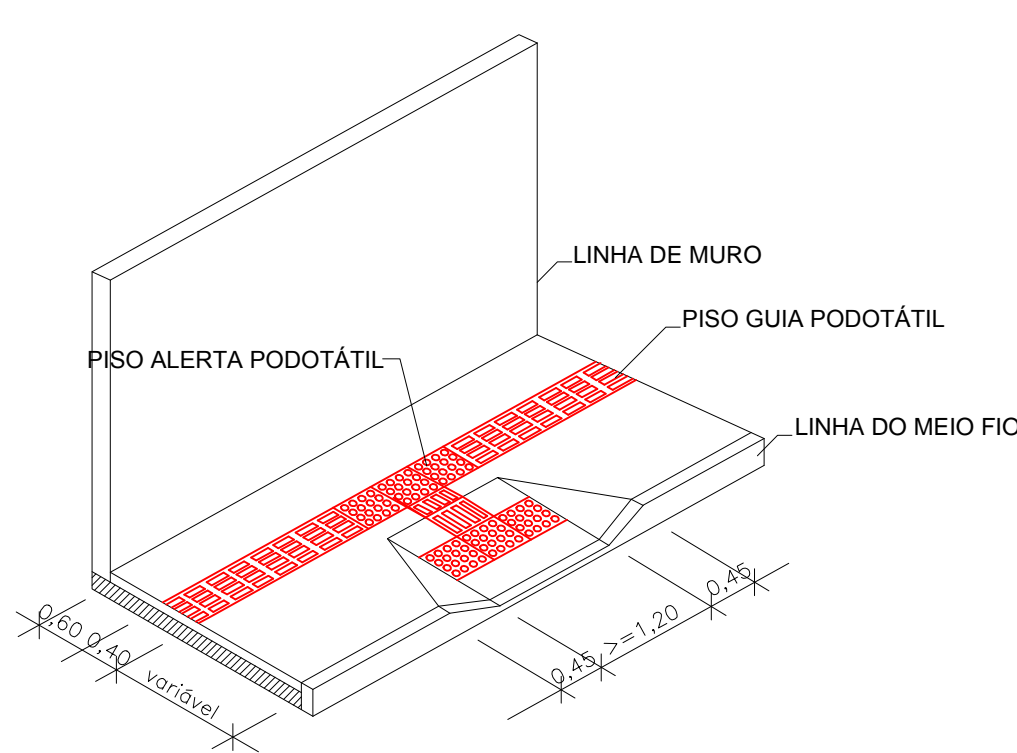 LINHA DE MURO
PISO GUIA PODOTÁTIL
PISO ALERTA PODOTÁTIL
LINHA DO MEIO FIO
0,60
0,40
variável
0,45
>=1,20
0,45